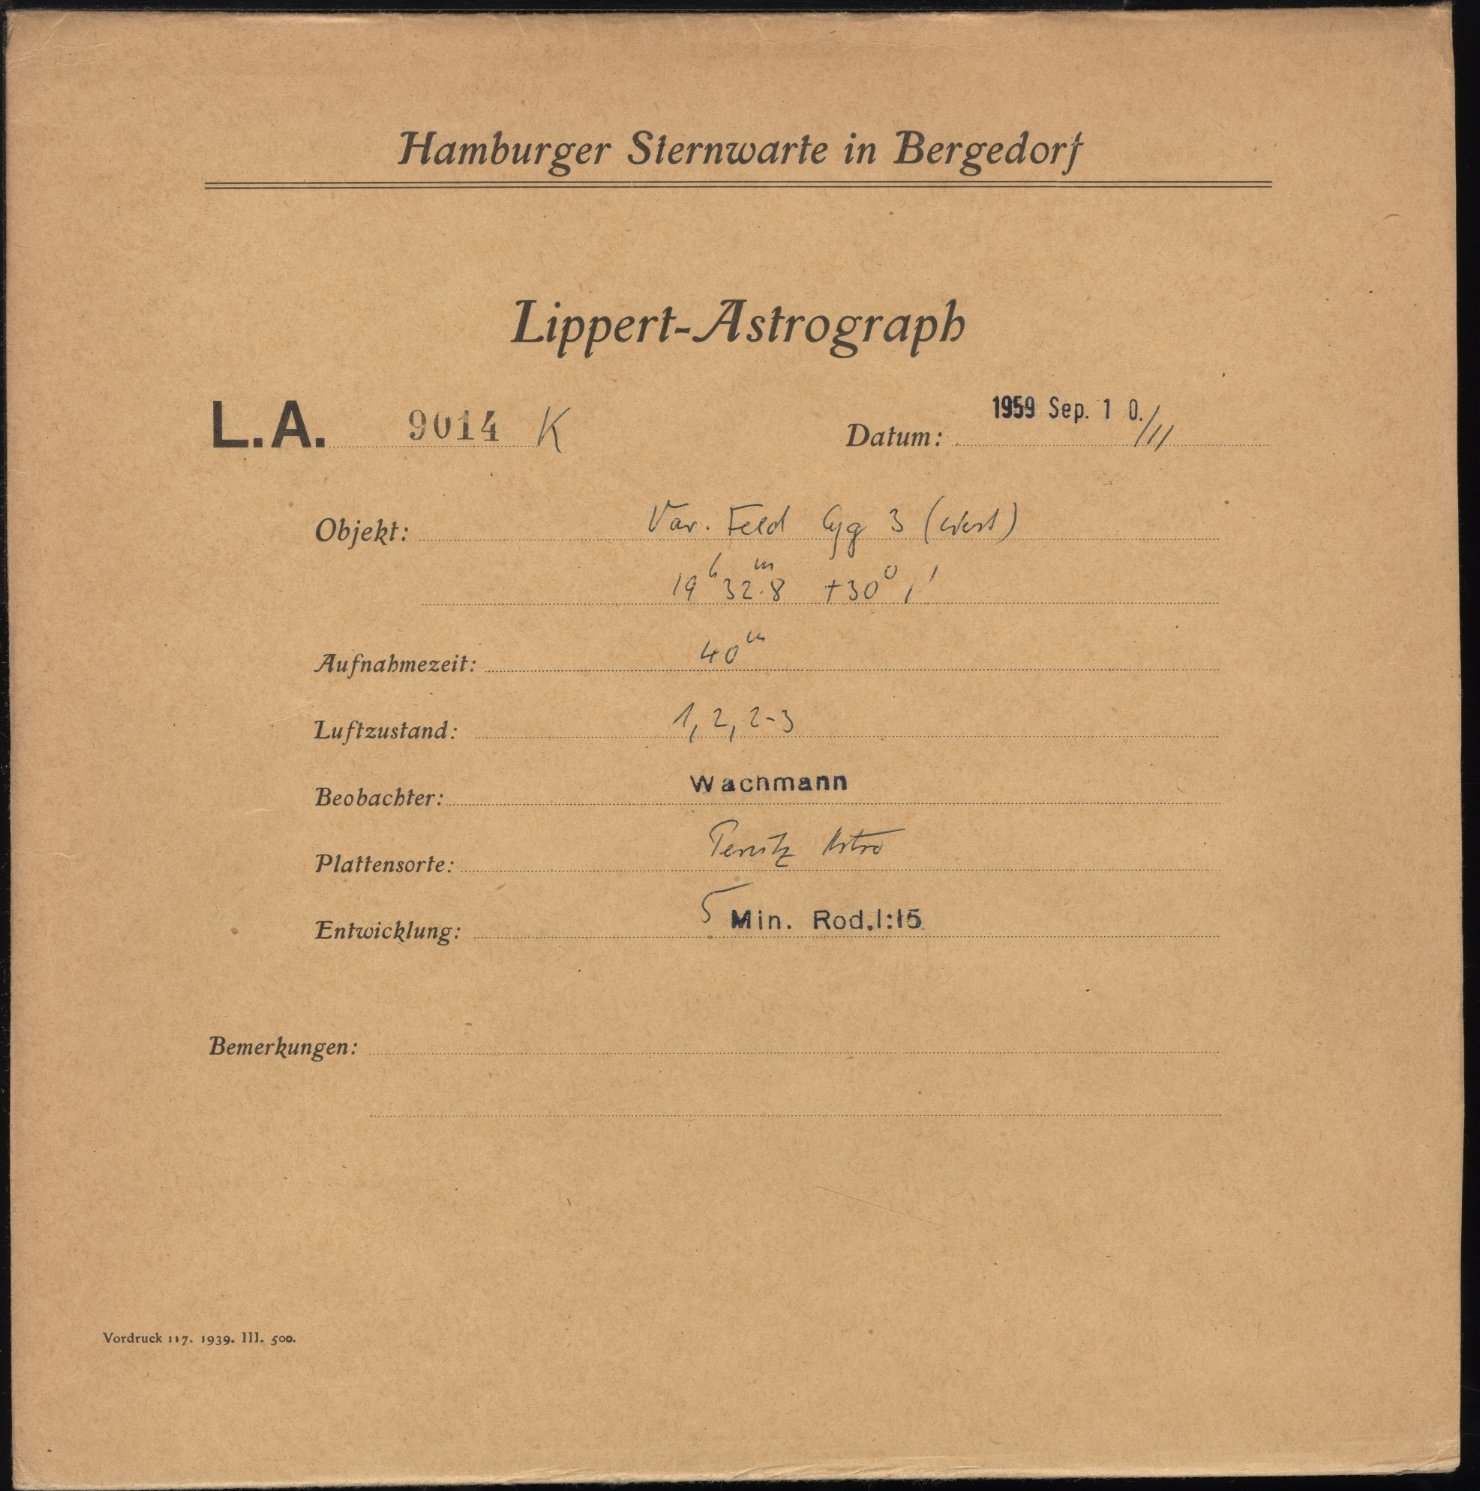 Hamburger Sternwarte in Bergedorf
Lippert-Astrograph
L.A. 9014 K
Datum: 1959 Sep. 10./11
Objekt: Var. Feld Cyg 3 (West)
19h 32m.8 +30° 1'
Aufnahmezeit: 40m
Luftzustand: 1, 2, 2-3
Beobachter: Wachmann
Plattensorte: Perutz Astro
Entwicklung: 5 Min. Rod.1:15
Bemerkungen:
Vordruck 117. 1939. III. 500.